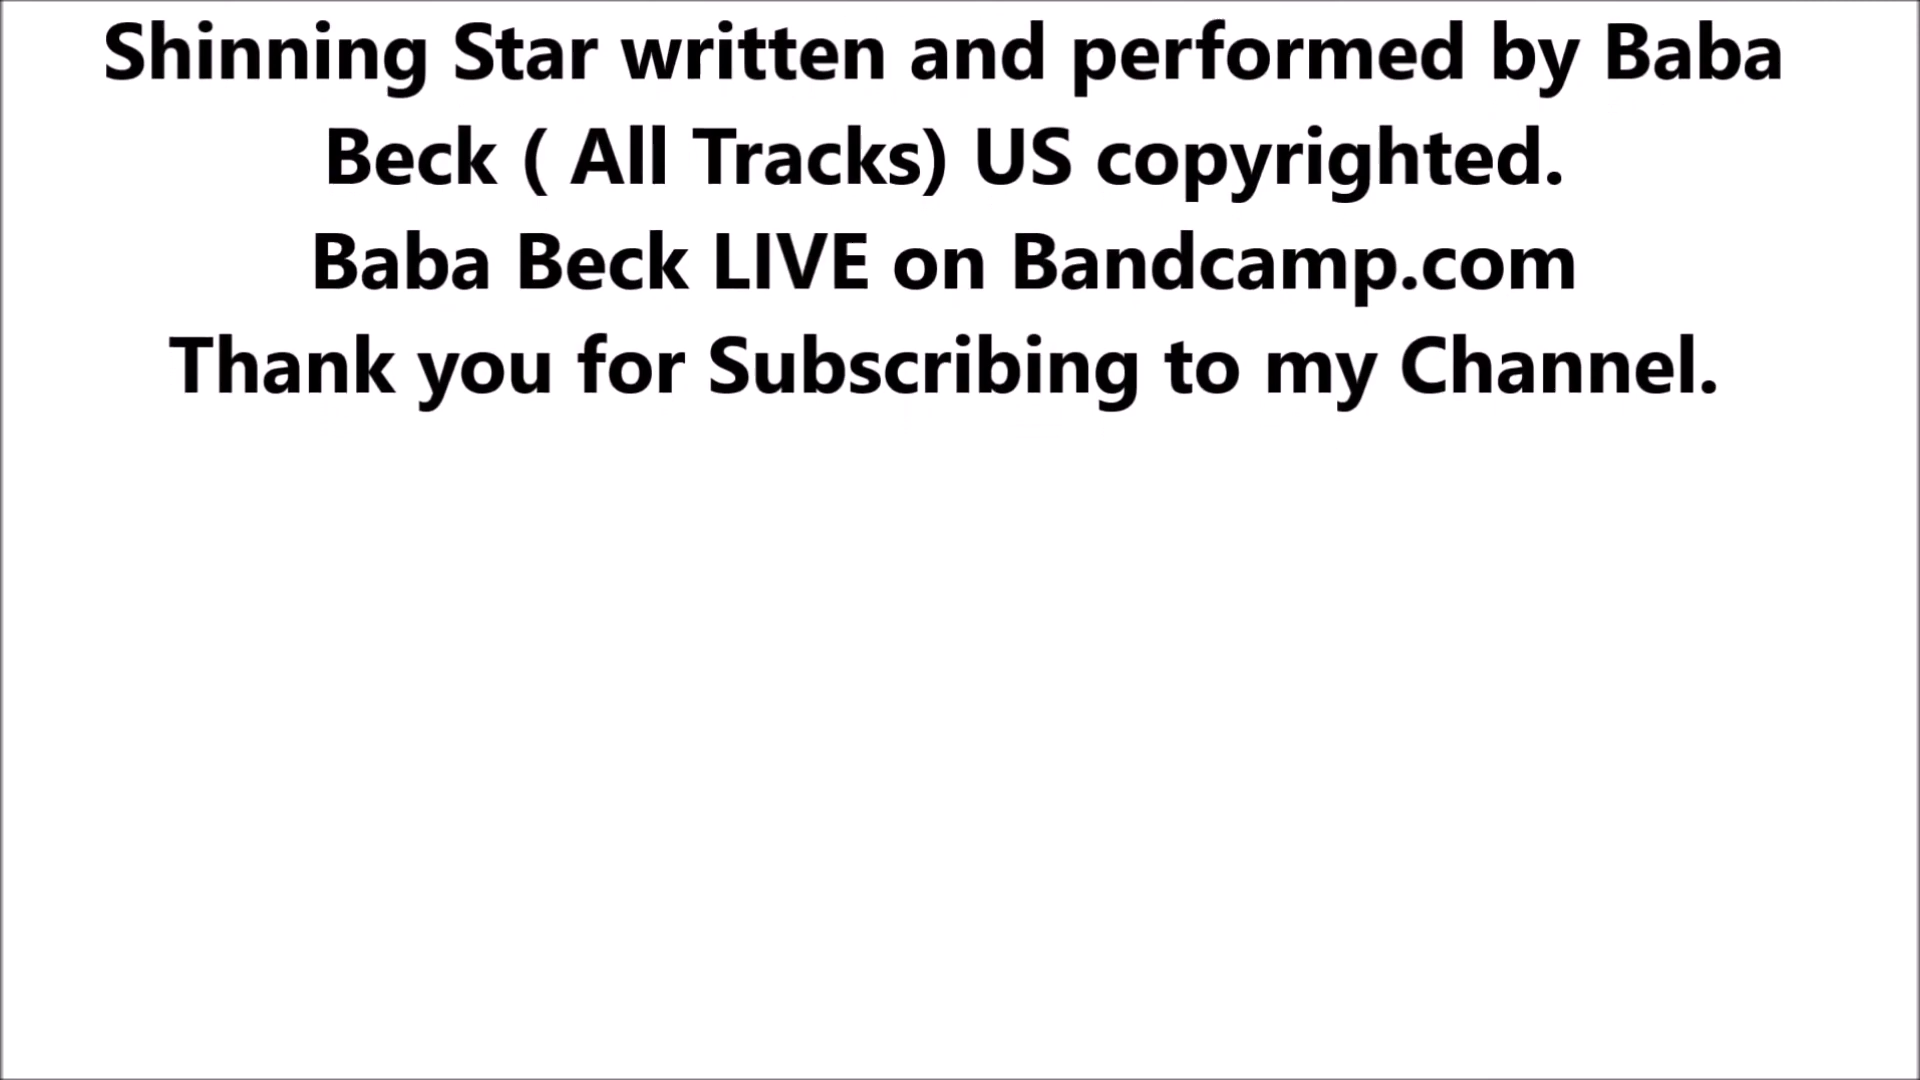 Shinning Star written and performed by Baba
Beck ( All Tracks) US copyrighted.
Baba Beck LIVE on Bandcamp.com
Thank you for Subscribing to my Channel.